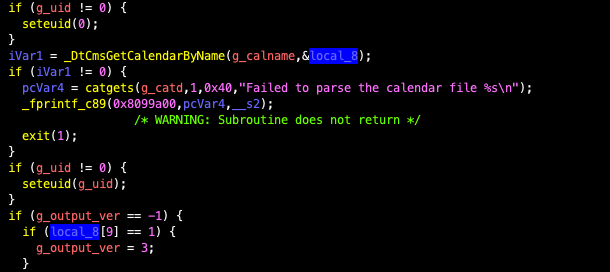 if (g_uid != 0) {
  seteuid(0);
}
iVar1 = _DtCmsGetCalendarByName(g_calname,&local_8);
if (iVar1 != 0) {
  pcVar4 = catgets(g_catd,1,0x40,"Failed to parse the calendar file %s\n");
  _fprintf_c89(0x8099a00,pcVar4,__s2);
                /* WARNING: Subroutine does not return */
  exit(1);
}
if (g_uid != 0) {
  seteuid(g_uid);
}
if (g_output_ver == -1) {
  if (local_8[9] == 1) {
    g_output_ver = 3;
  }